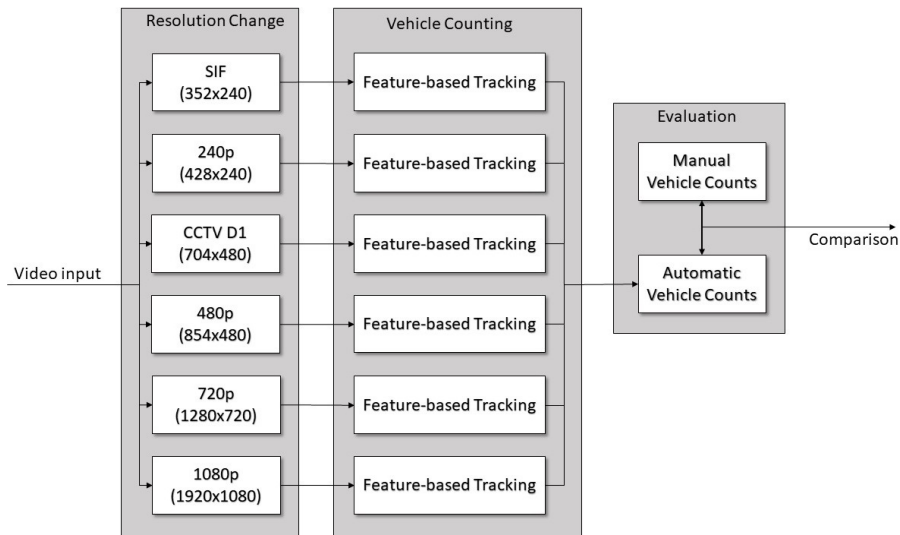 Resolution Change
Vehicle Counting
SIF
(352x240)
Feature-based Tracking
240p
(428x240)
Feature-based Tracking
CCTV D1
(704x480)
Feature-based Tracking
480p
(854x480)
Feature-based Tracking
720p
(1280x720)
Feature-based Tracking
1080p
(1920x1080)
Feature-based Tracking
Video input
Evaluation
Manual
Vehicle Counts
Automatic
Vehicle Counts
Comparison